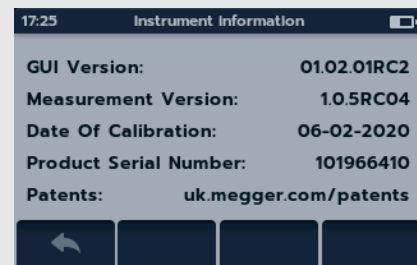 17:25 Instrument Information
GUI Version: 01.02.01RC2
Measurement Version: 1.0.5RC04
Date Of Calibration: 06-02-2020
Product Serial Number: 101966410
Patents: uk.megger.com/patents